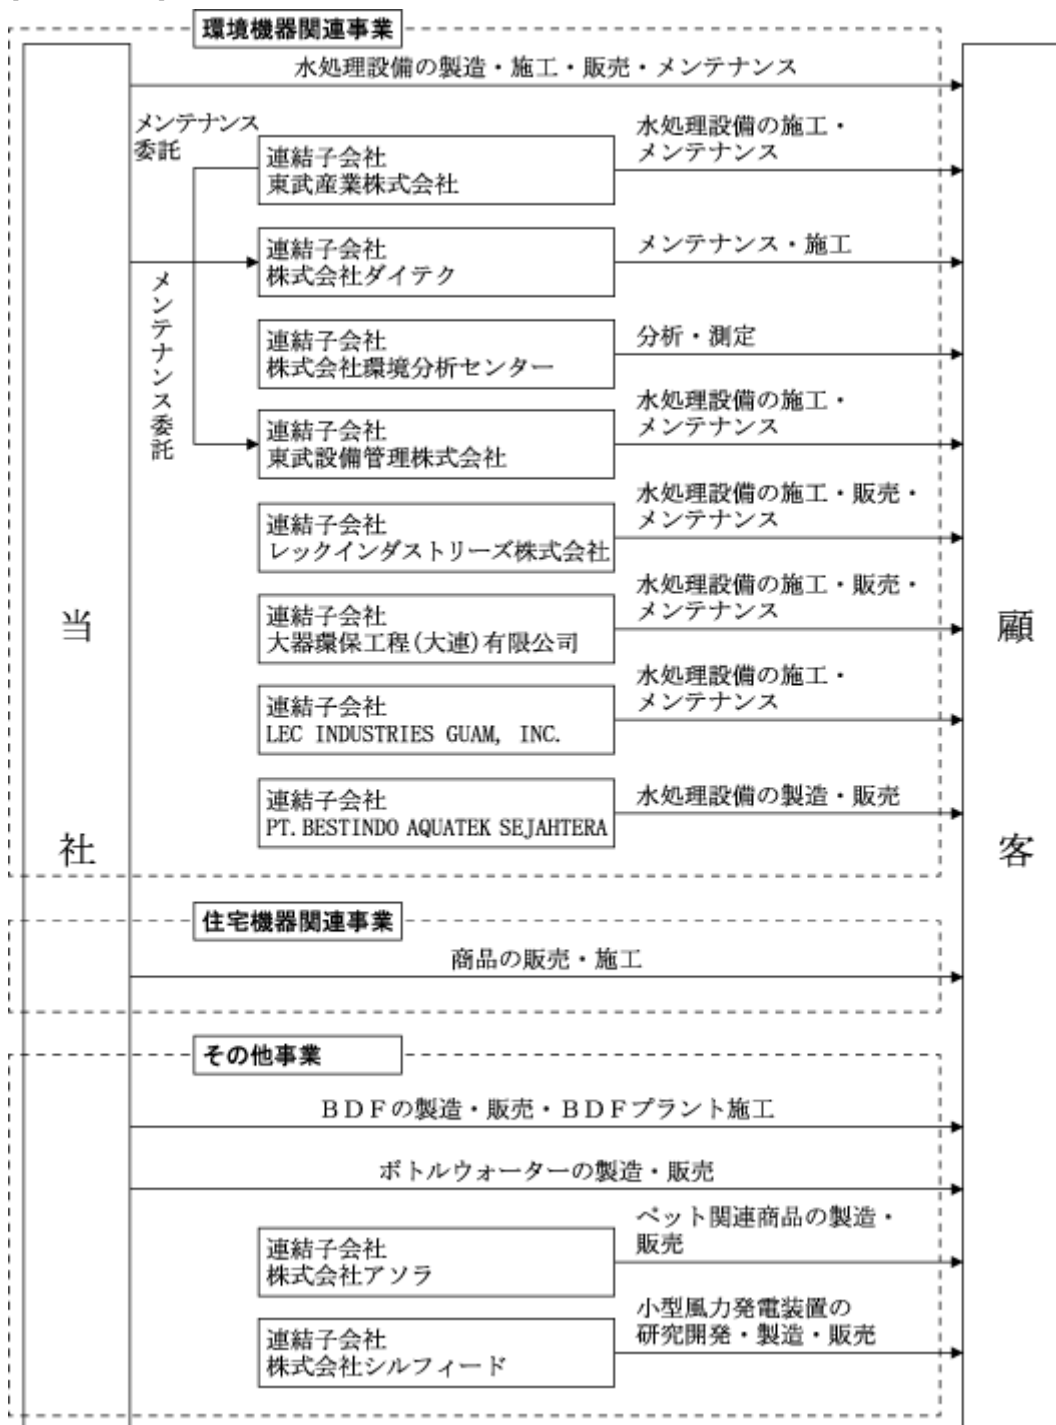 環境機器関連事業
水処理設備の製造・施工・販売・メンテナンス
メンテナンス
委託
連結子会社
東武産業株式会社
水処理設備の施工・
メンテナンス
連結子会社
株式会社ダイテク
メンテナンス・施工
メンテナンス委託
連結子会社
株式会社環境分析センター
分析・測定
連結子会社
東武設備管理株式会社
水処理設備の施工・
メンテナンス
連結子会社
レックインダストリーズ株式会社
水処理設備の施工・販売・
メンテナンス
連結子会社
大器環保工程(大連)有限公司
水処理設備の施工・販売・
メンテナンス
連結子会社
LEC INDUSTRIES GUAM, INC.
水処理設備の施工・
メンテナンス
連結子会社
PT.BESTINDO AQUATEK SEJAHTERA
水処理設備の製造・販売
当社
顧客
住宅機器関連事業
商品の販売・施工
その他事業
BDFの製造・販売・BDFプラント施工
ボトルウォーターの製造・販売
連結子会社
株式会社アソラ
ペット関連商品の製造・
販売
連結子会社
株式会社シルフィード
小型風力発電装置の
研究開発・製造・販売